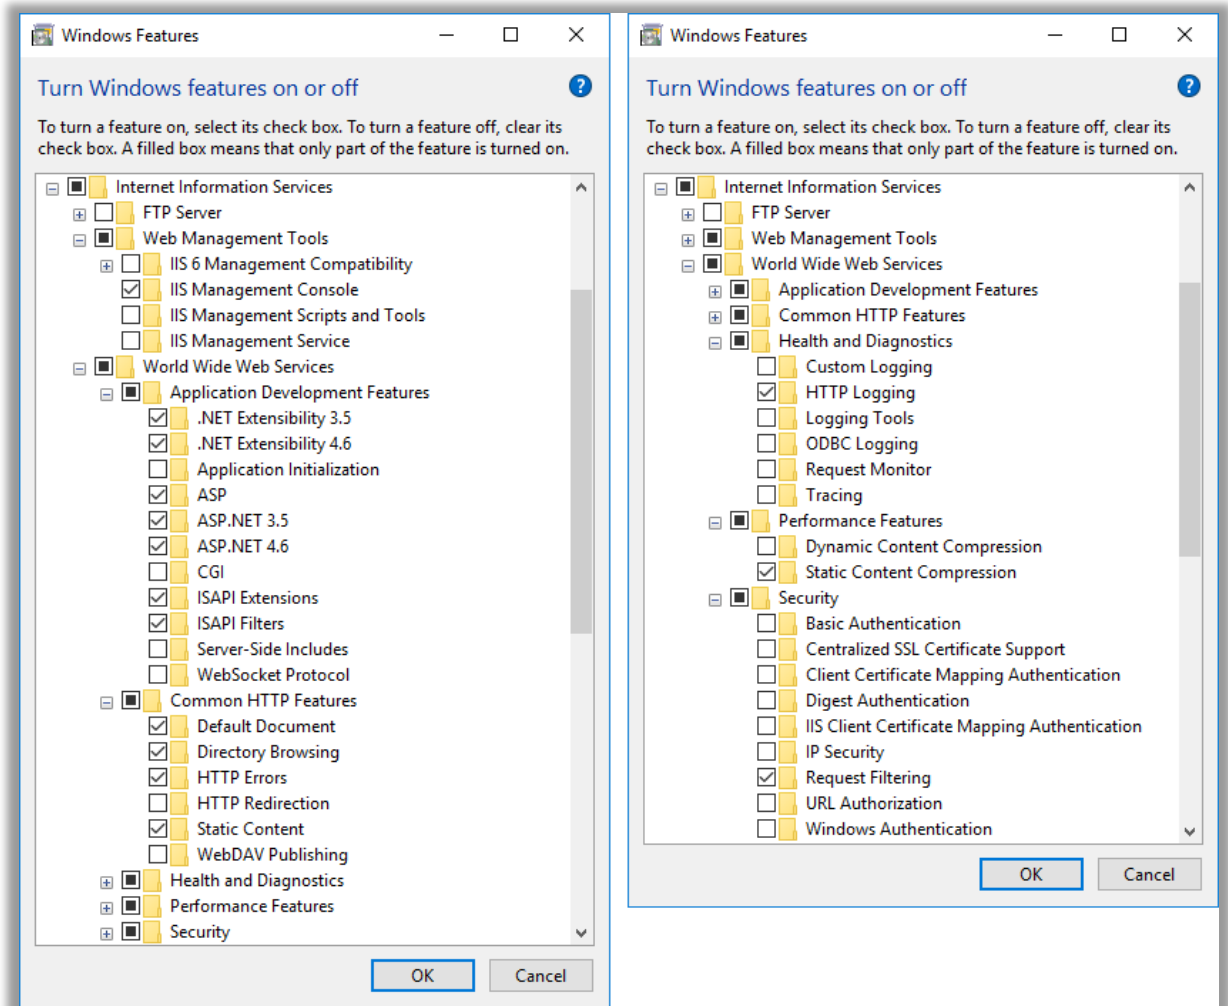 Windows Features
Turn Windows features on or off
To turn a feature on, select its check box. To turn a feature off, clear its
check box. A filled box means that only part of the feature is turned on.
Internet Information Services
FTP Server
Web Management Tools
IIS 6 Management Compatibility
IIS Management Console
IIS Management Scripts and Tools
IIS Management Service
World Wide Web Services
Application Development Features
.NET Extensibility 3.5
.NET Extensibility 4.6
Application Initialization
ASP
ASP.NET 3.5
ASP.NET 4.6
CGI
ISAPI Extensions
ISAPI Filters
Server-Side Includes
WebSocket Protocol
Common HTTP Features
Default Document
Directory Browsing
HTTP Errors
HTTP Redirection
Static Content
WebDAV Publishing
Health and Diagnostics
Performance Features
Security
OK
Cancel
Windows Features
Turn Windows features on or off
To turn a feature on, select its check box. To turn a feature off, clear its
check box. A filled box means that only part of the feature is turned on.
Internet Information Services
FTP Server
Web Management Tools
World Wide Web Services
Application Development Features
Common HTTP Features
Health and Diagnostics
Custom Logging
HTTP Logging
Logging Tools
ODBC Logging
Request Monitor
Tracing
Performance Features
Dynamic Content Compression
Static Content Compression
Security
Basic Authentication
Centralized SSL Certificate Support
Client Certificate Mapping Authentication
Digest Authentication
IIS Client Certificate Mapping Authentication
IP Security
Request Filtering
URL Authorization
Windows Authentication
OK
Cancel